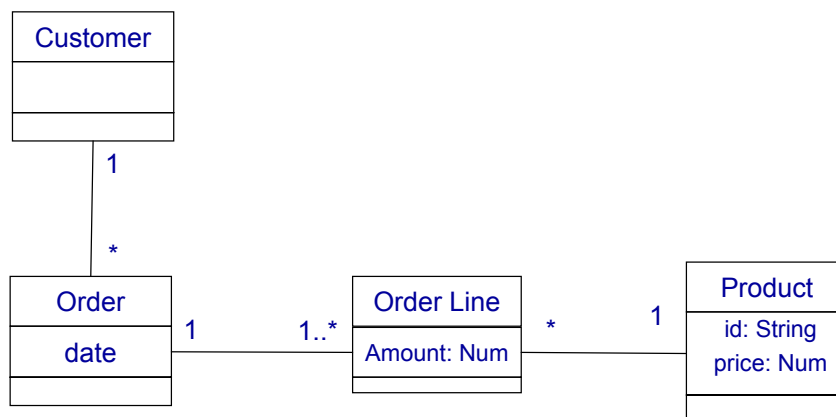 Customer
1
*
Order
date
1
1..*
Order Line
Amount: Num
*
1
Product
id: String
price: Num